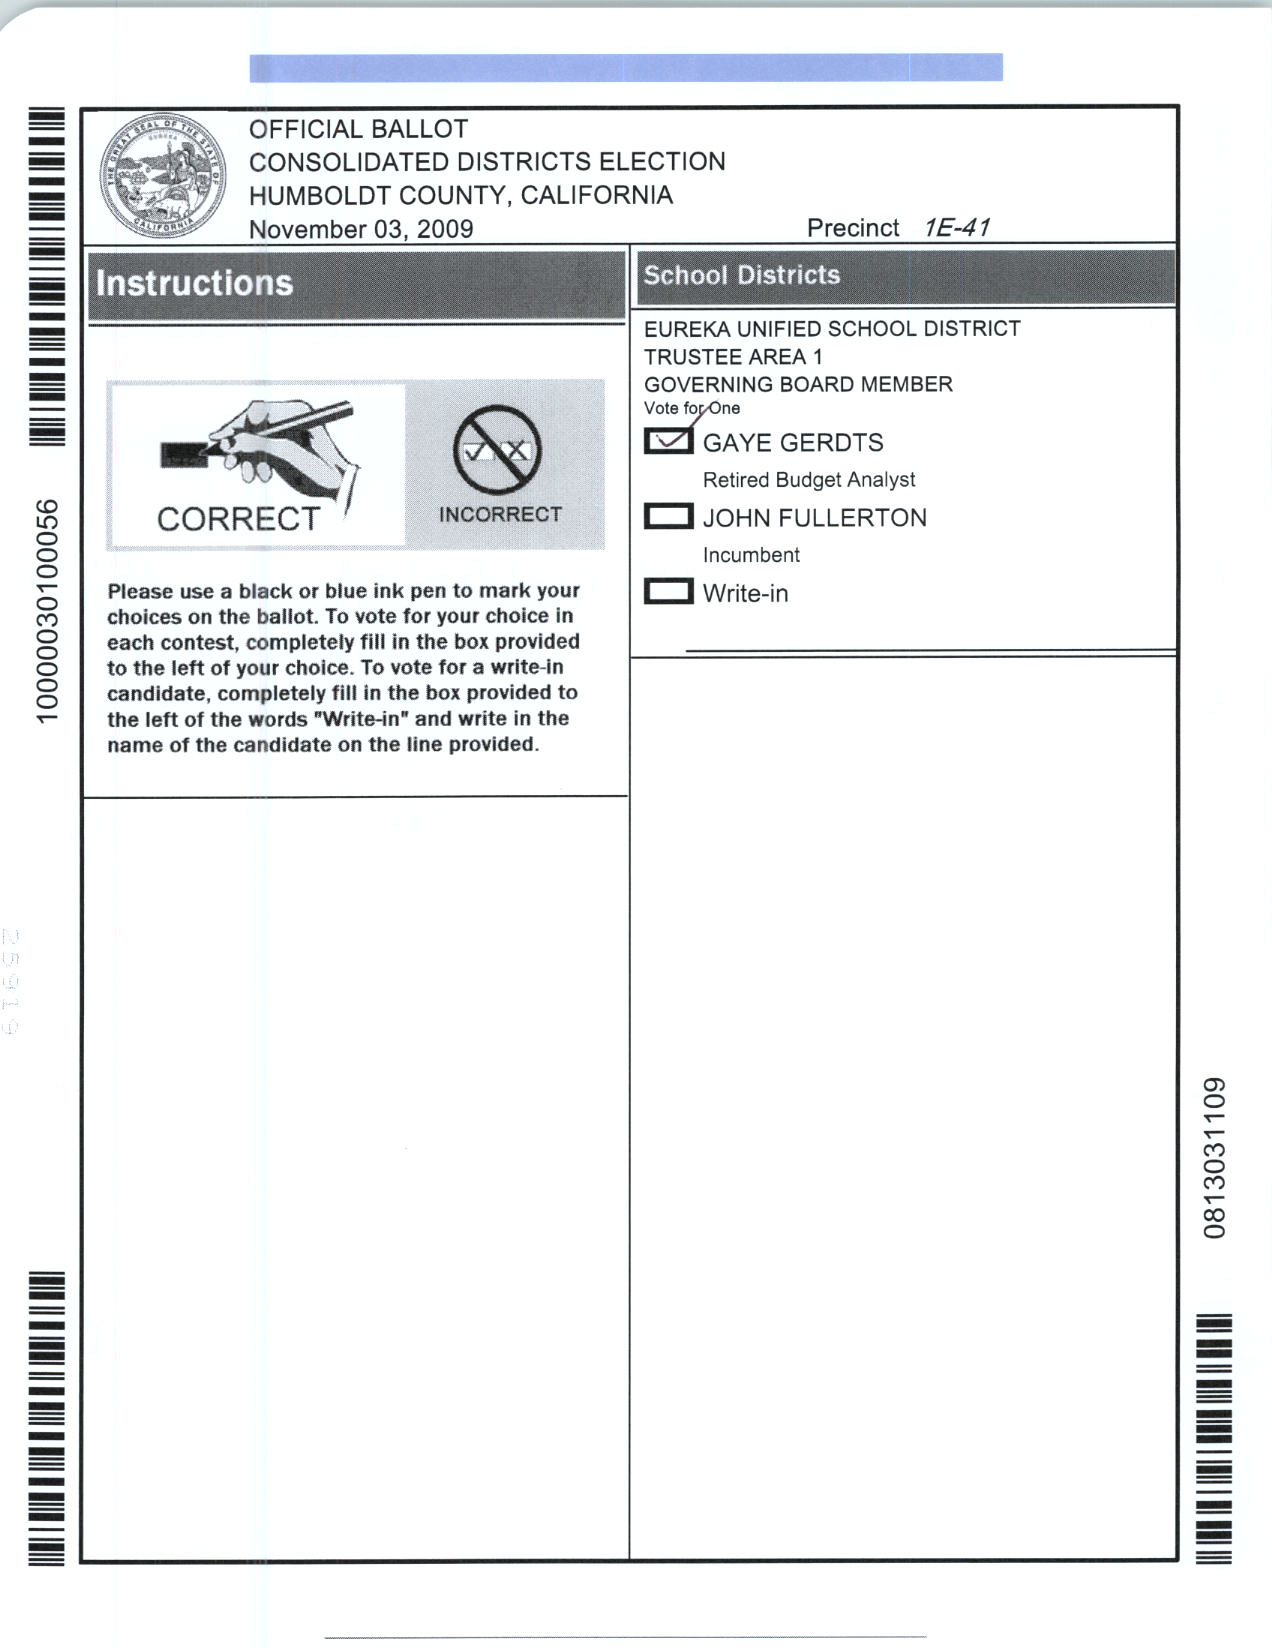 OFFICIAL BALLOT
CONSOLIDATED DISTRICTS ELECTION
HUMBOLDT COUNTY, CALIFORNIA
November 03, 2009
Precinct 1E-41
THE GREAT SEAL OF THE STATE OF CALIFORNIA
EUREKA
Instructions
CORRECT
INCORRECT
Please use a black or blue ink pen to mark your
choices on the ballot. To vote for your choice in
each contest, completely fill in the box provided
to the left of your choice. To vote for a write-in
candidate, completely fill in the box provided to
the left of the words "Write-in" and write in the
name of the candidate on the line provided.
School Districts
EUREKA UNIFIED SCHOOL DISTRICT
TRUSTEE AREA 1
GOVERNING BOARD MEMBER
Vote for One
GAYE GERDTS
Retired Budget Analyst
JOHN FULLERTON
Incumbent
Write-in
10000030100056
0813031109